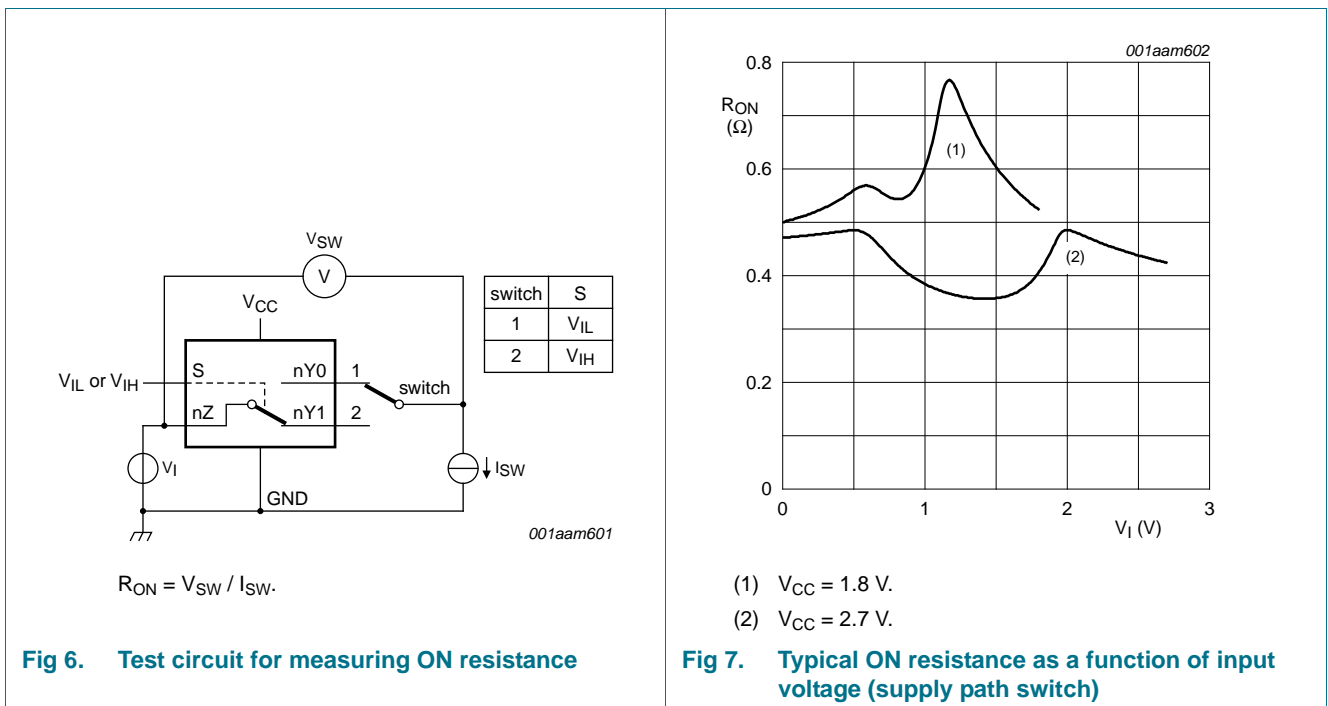 V_SW
V
V_CC
switch S
1 V_IL
2 V_IH
V_IL or V_IH
S nY0 1
switch
nZ nY1 2
V_I
I_SW
GND
001aam601
R_ON = V_SW / I_SW.
Fig 6. Test circuit for measuring ON resistance
001aam602
0.8
R_ON
(Ω)
(1)
0.6
0.4
(2)
0.2
0
0 1 2 3
V_I (V)
(1) V_CC = 1.8 V.
(2) V_CC = 2.7 V.
Fig 7. Typical ON resistance as a function of input
voltage (supply path switch)